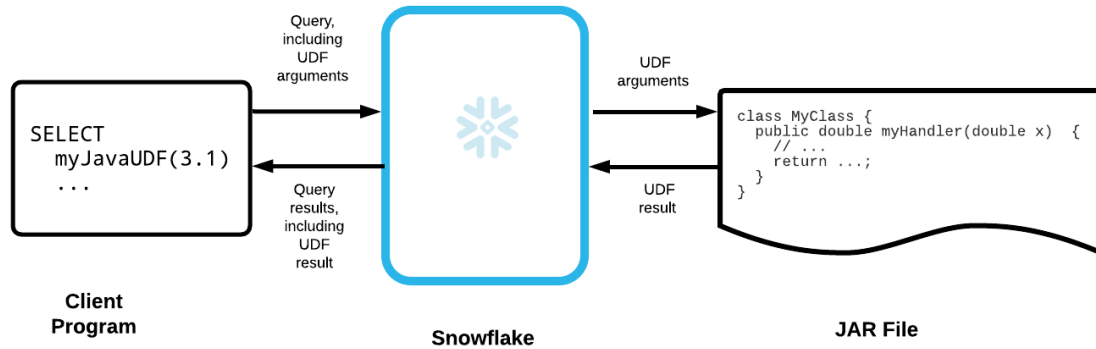 Query,
including
UDF
arguments
SELECT
myJavaUDF(3.1)
...
Query
results,
including
UDF
result
Client
Program
Snowflake
UDF
arguments
UDF
result
class MyClass {
public double myHandler(double x)  {
// ...
return ...;
}
}
JAR File